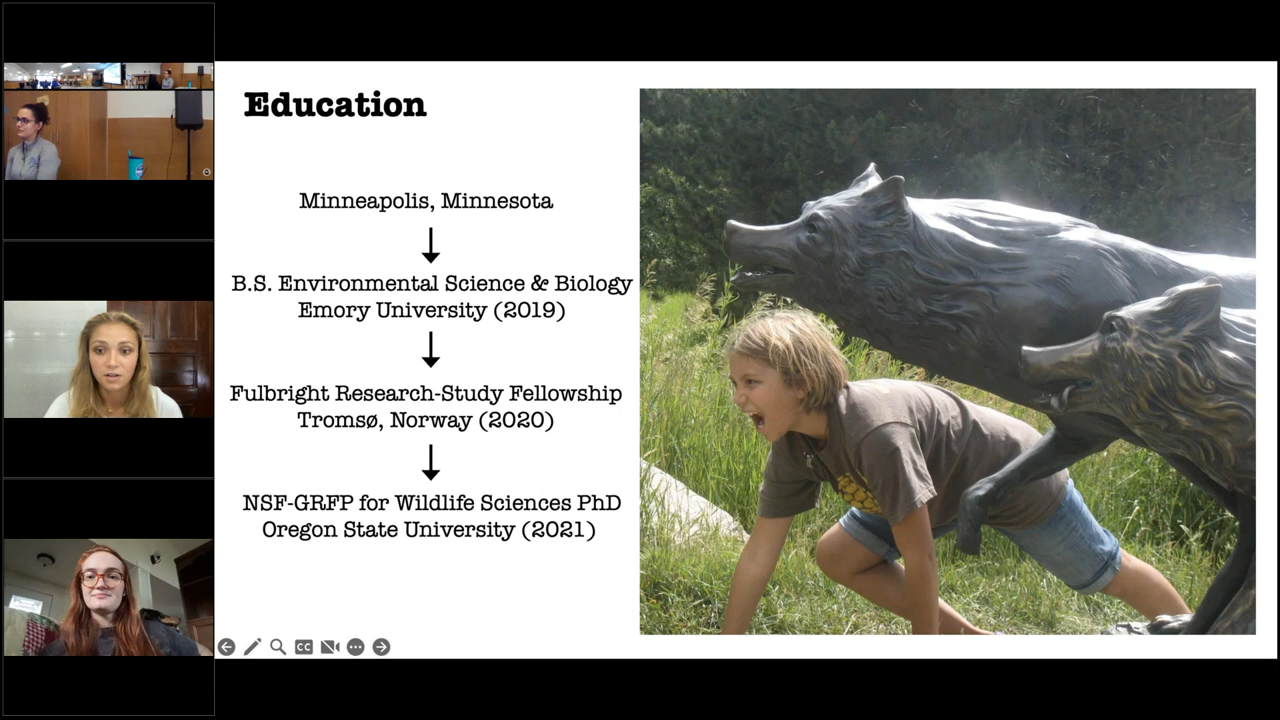 Education
Minneapolis, Minnesota
B.S. Environmental Science & Biology
Emory University (2019)
Fulbright Research-Study Fellowship
Tromsø, Norway (2020)
NSF-GRFP for Wildlife Sciences PhD
Oregon State University (2021)
CC